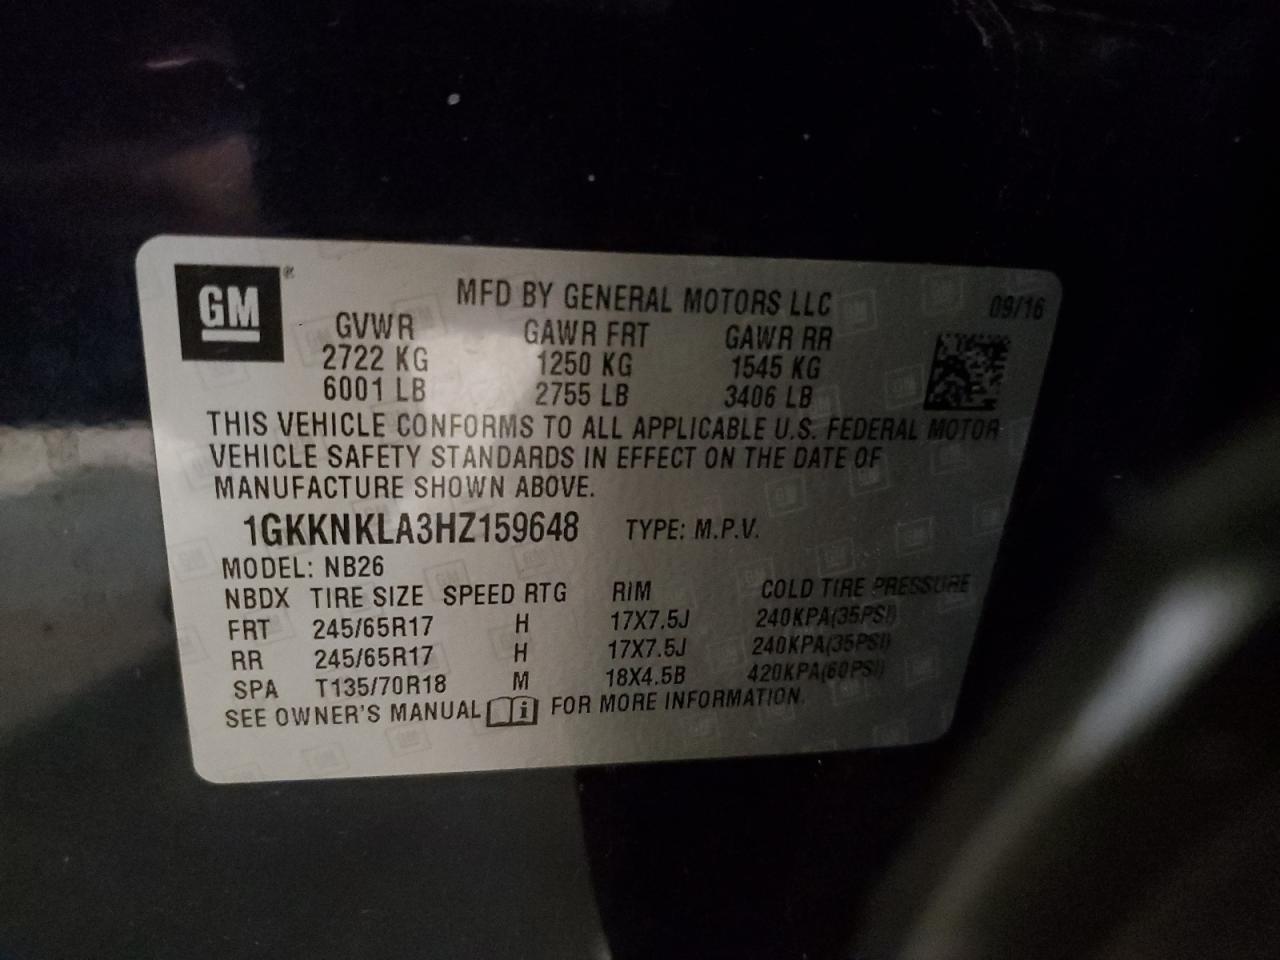 GM®
MFD BY GENERAL MOTORS LLC 09/16
GVWR GAWR FRT GAWR RR
2722 KG 1250 KG 1545 KG
6001 LB 2755 LB 3406 LB
THIS VEHICLE CONFORMS TO ALL APPLICABLE U.S. FEDERAL MOTOR
VEHICLE SAFETY STANDARDS IN EFFECT ON THE DATE OF
MANUFACTURE SHOWN ABOVE.
1GKKNKLA3HZ159648 TYPE: M.P.V.
MODEL: NB26
NBDX TIRE SIZE SPEED RTG RIM COLD TIRE PRESSURE
FRT 245/65R17 H 17X7.5J 240KPA(35PSI)
RR 245/65R17 H 17X7.5J 240KPA(35PSI)
SPA T135/70R18 M 18X4.5B 420KPA(60PSI)
SEE OWNER'S MANUAL i FOR MORE INFORMATION.